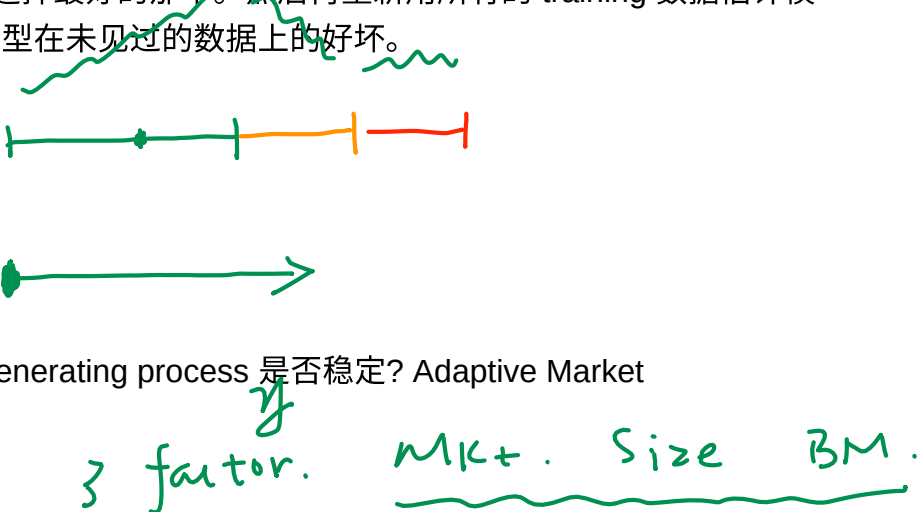 training
型在未见过的数据上的好坏。
enerating process 是否稳定? Adaptive Market
y
3 factor. MKt. Size BM.